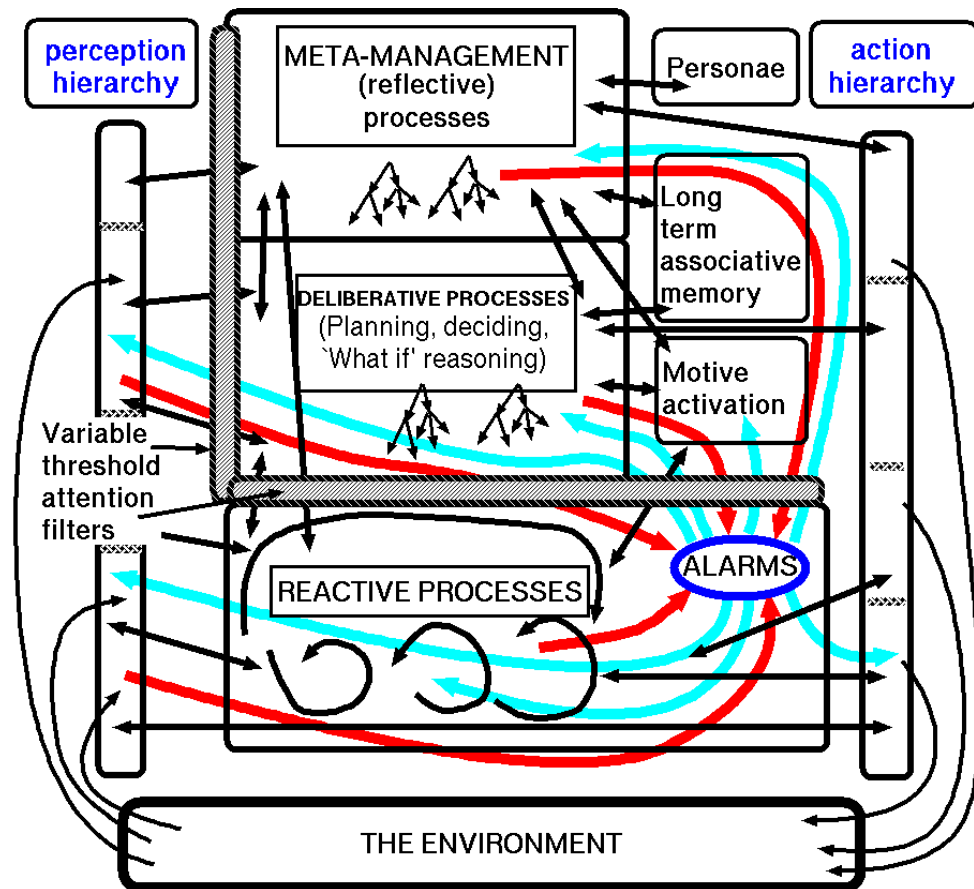 perception
hierarchy
META-MANAGEMENT
(reflective)
processes
Personae
action
hierarchy
Long
term
associative
memory
DELIBERATIVE PROCESSES
(Planning, deciding,
`What if' reasoning)
Motive
activation
Variable
threshold
attention
filters
REACTIVE PROCESSES
ALARMS
THE ENVIRONMENT